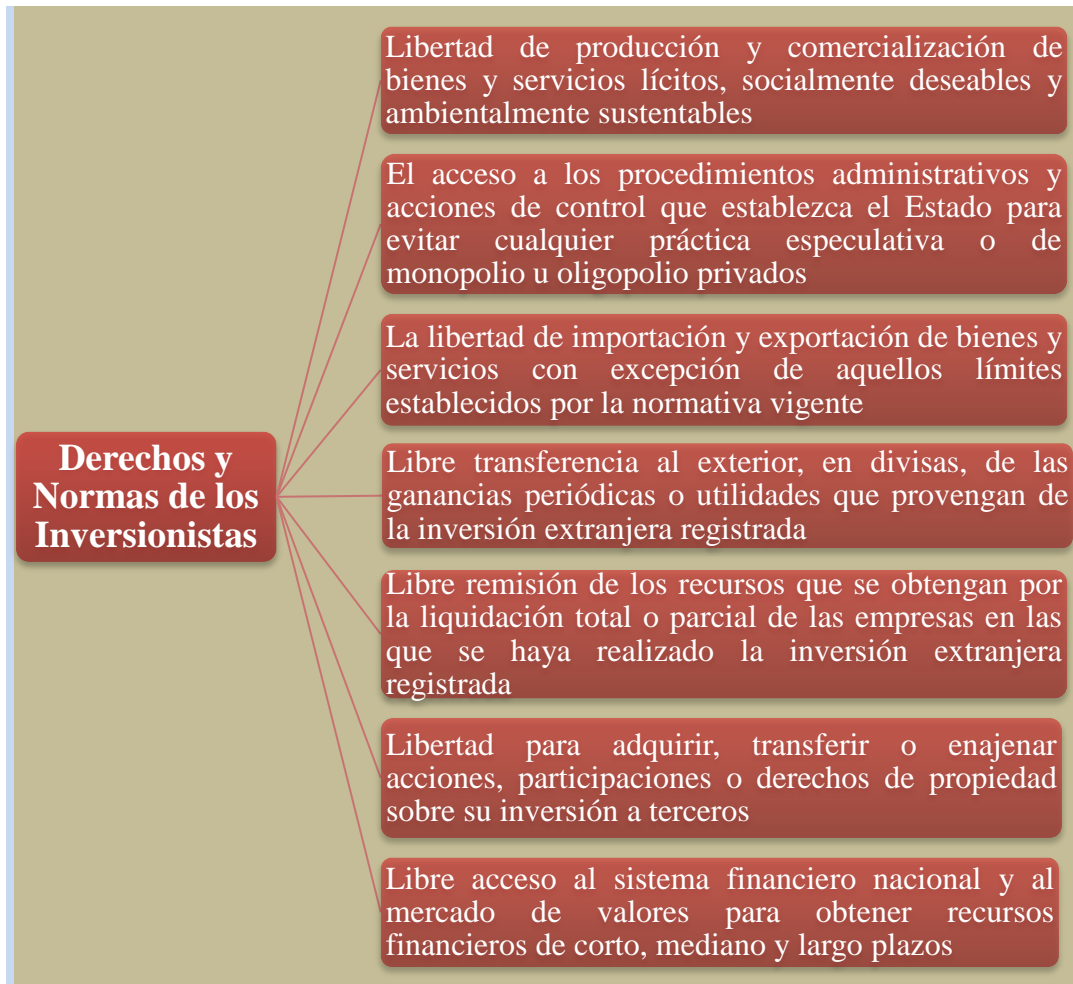 Libertad de producción y comercialización de
bienes y servicios lícitos, socialmente deseables y
ambientalmente sustentables
El acceso a los procedimientos administrativos y
acciones de control que establezca el Estado para
evitar cualquier práctica especulativa o de
monopolio u oligopolio privados
La libertad de importación y exportación de bienes y
servicios con excepción de aquellos límites
establecidos por la normativa vigente
Derechos y
Normas de los
Inversionistas
Libre transferencia al exterior, en divisas, de las
ganancias periódicas o utilidades que provengan de
la inversión extranjera registrada
Libre remisión de los recursos que se obtengan por
la liquidación total o parcial de las empresas en las
que se haya realizado la inversión extranjera
registrada
Libertad para adquirir, transferir o enajenar
acciones, participaciones o derechos de propiedad
sobre su inversión a terceros
Libre acceso al sistema financiero nacional y al
mercado de valores para obtener recursos
financieros de corto, mediano y largo plazos